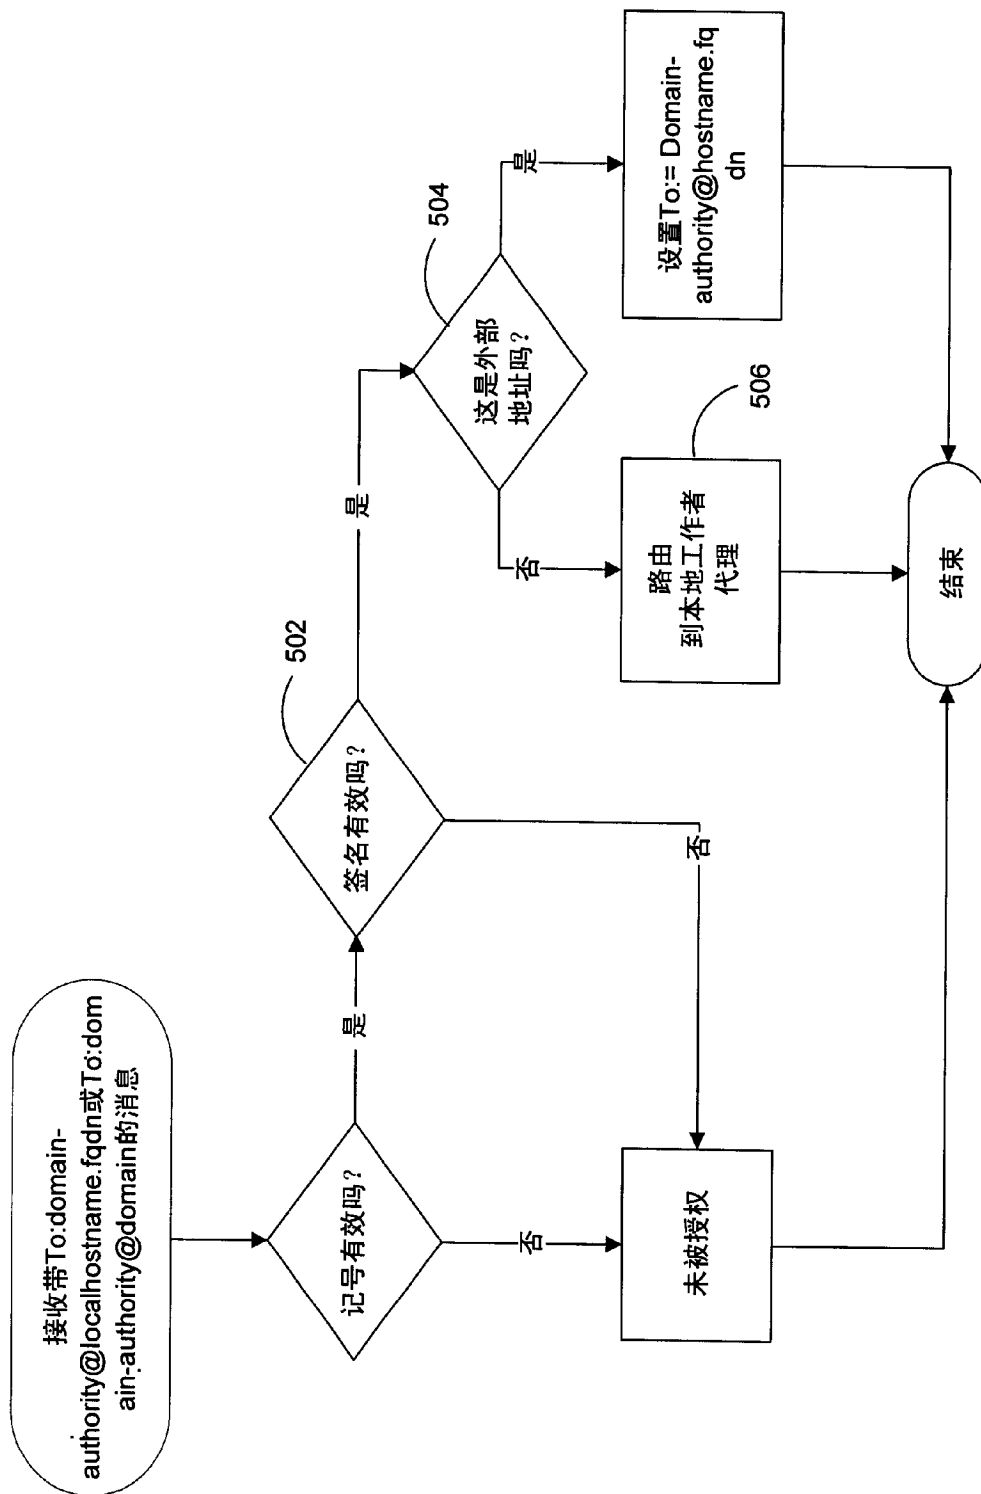 接收带To:domain-
authority@localhostname.fqdn或To:dom
ain-authority@domain的消息
记号有效吗?
是
否
签名有效吗?
502
是
否
未被授权
这是外部
地址吗?
504
是
否
路由
到本地工作者
代理
506
设置To:= Domain-
authority@hostname.fq
dn
结束